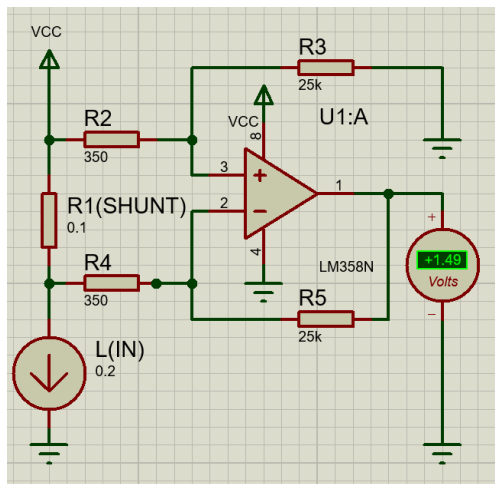 VCC
R3
25k
R2
350
VCC
8
U1:A
3
+
1
2
−
4
R1(SHUNT)
0.1
LM358N
+
+1.49
Volts
−
R4
350
R5
25k
L(IN)
0.2